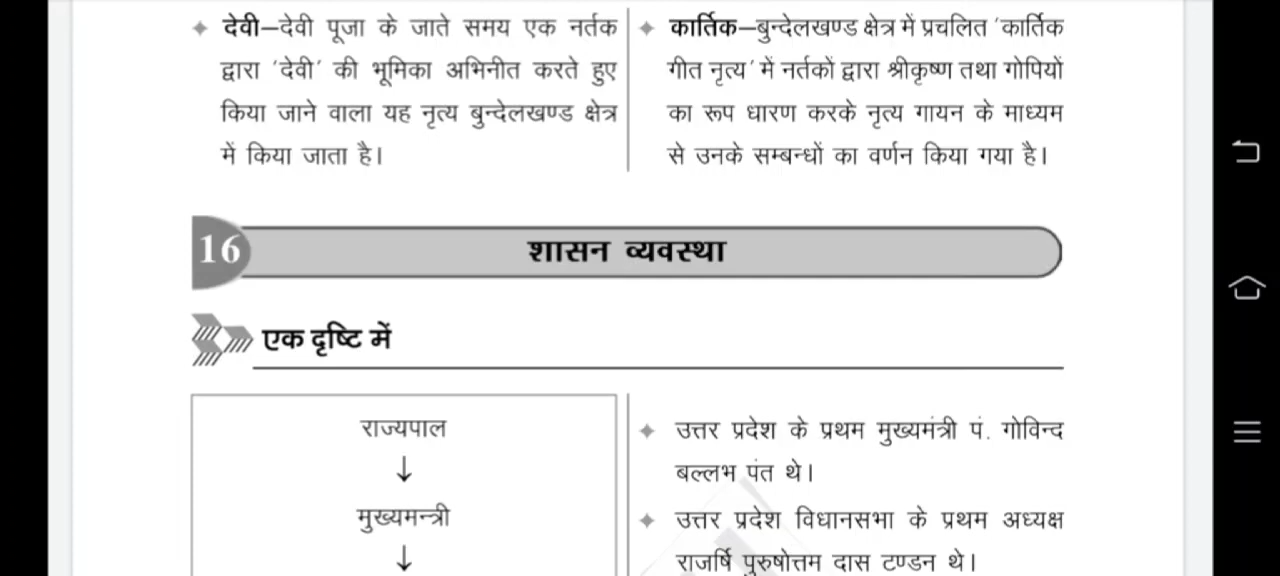 ✦ देवी—देवी पूजा के जाते समय एक नर्तक
द्वारा 'देवी' की भूमिका अभिनीत करते हुए
किया जाने वाला यह नृत्य बुन्देलखण्ड क्षेत्र
में किया जाता है।
✦ कार्तिक—बुन्देलखण्ड क्षेत्र में प्रचलित 'कार्तिक
गीत नृत्य' में नर्तकों द्वारा श्रीकृष्ण तथा गोपियों
का रूप धारण करके नृत्य गायन के माध्यम
से उनके सम्बन्धों का वर्णन किया गया है।
16 शासन व्यवस्था
एक दृष्टि में
राज्यपाल
↓
मुख्यमन्त्री
↓
✦ उत्तर प्रदेश के प्रथम मुख्यमंत्री पं. गोविन्द
बल्लभ पंत थे।
✦ उत्तर प्रदेश विधानसभा के प्रथम अध्यक्ष
राजर्षि पुरुषोत्तम दास टण्डन थे।